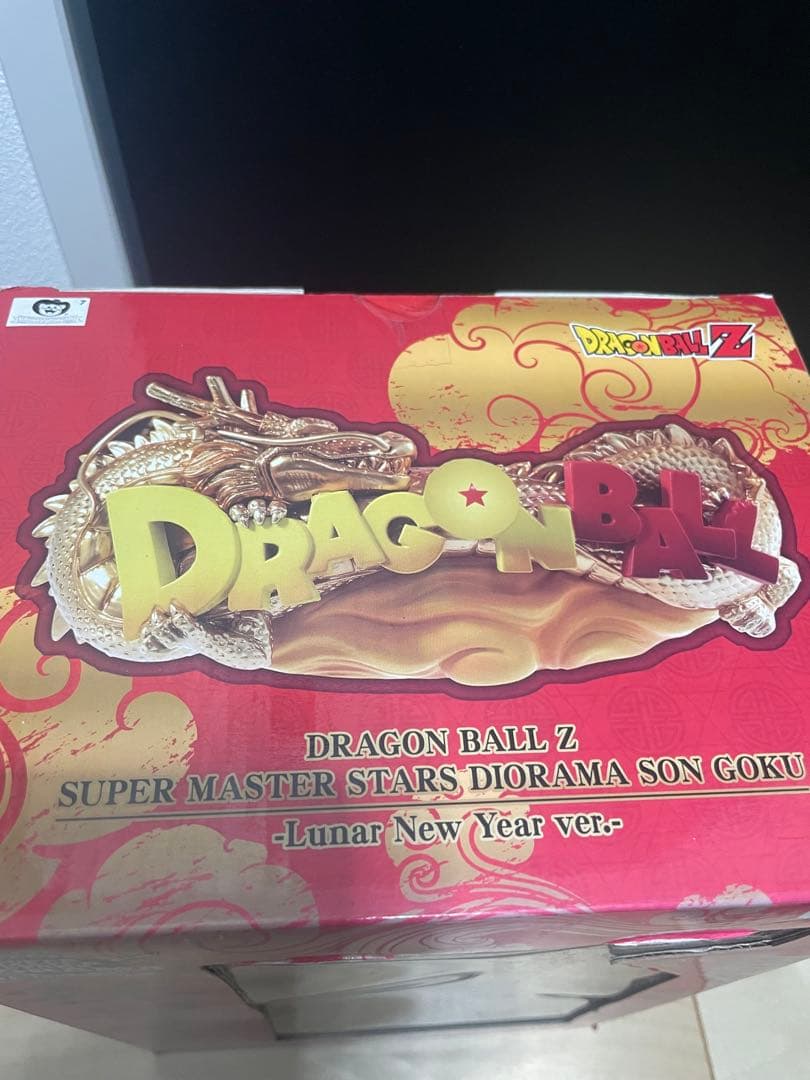 DRAGON BALL Z
DRAGON BALL
DRAGON BALL Z
SUPER MASTER STARS DIORAMA SON GOKU
-Lunar New Year ver.-